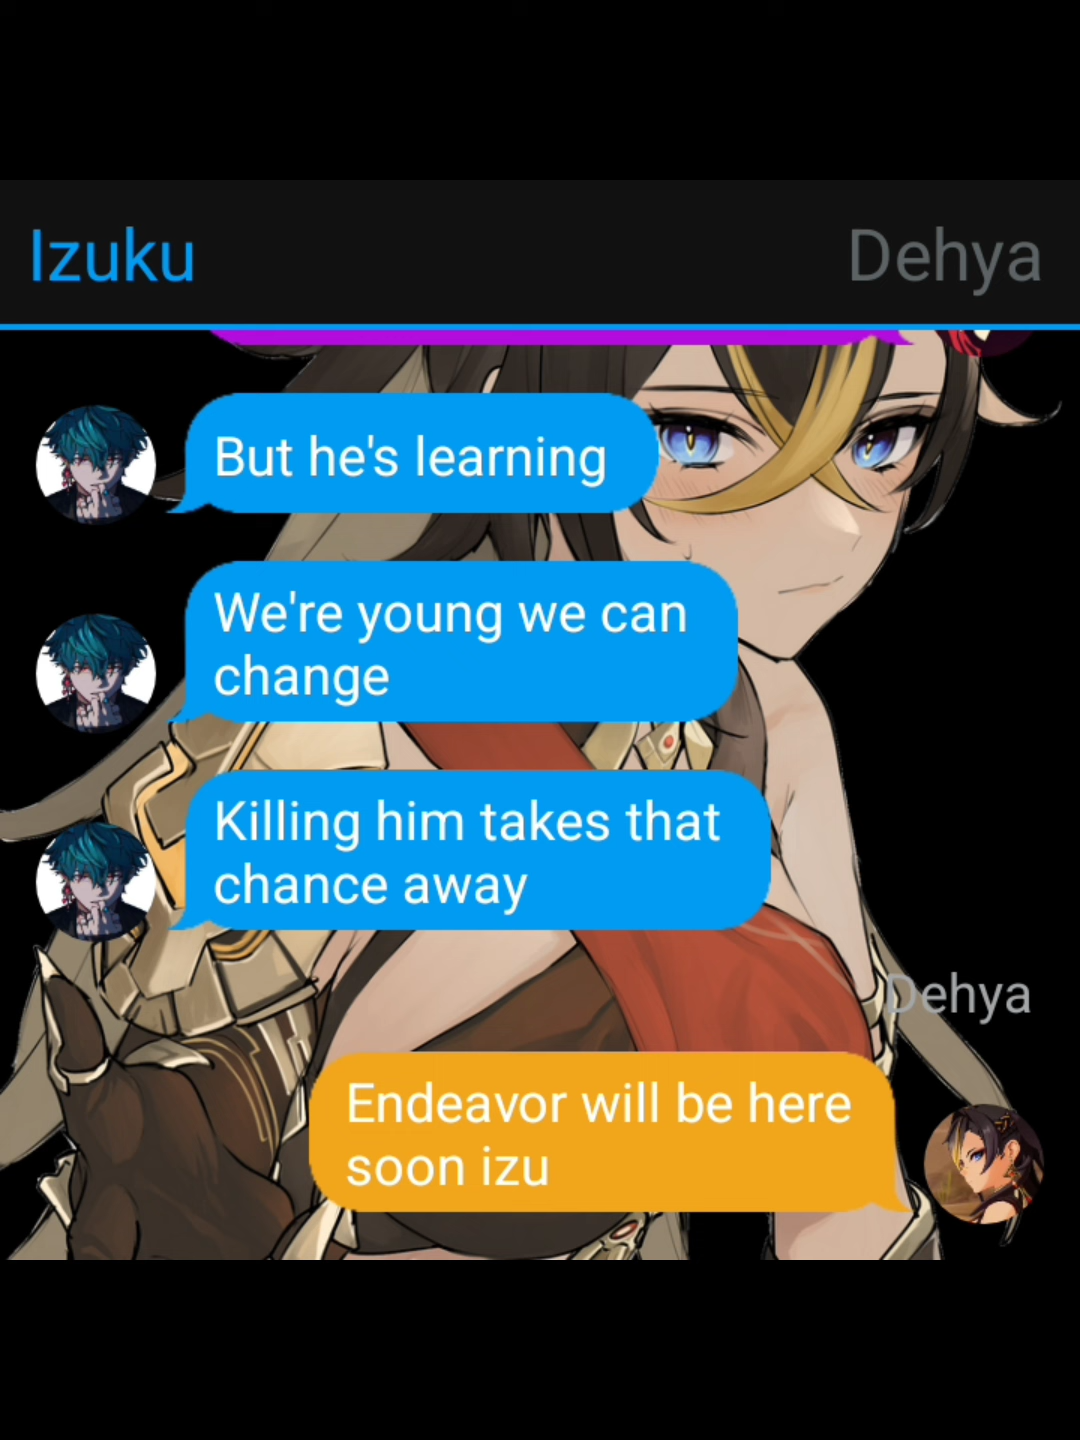 Izuku
Dehya
But he's learning
We're young we can
change
Killing him takes that
chance away
Dehya
Endeavor will be here
soon izu